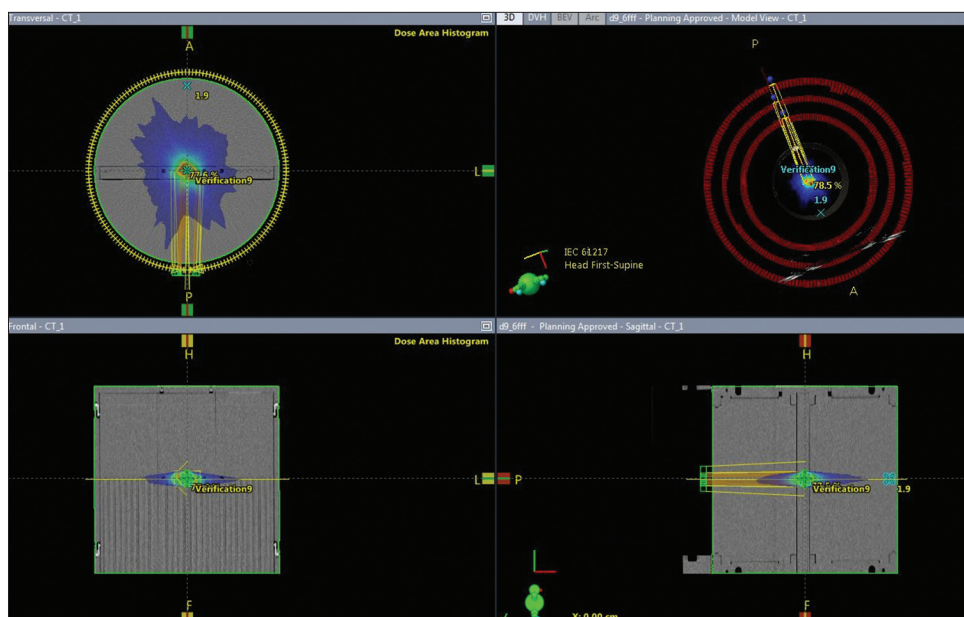 Transversal - CT_1
Dose Area Histogram
A
1.9
77.6 %
Verification9
L
P
3D DVH BEV Arc d9_6fff - Planning Approved - Model View - CT_1
P
Verification9
78.5 %
1.9
IEC 61217
Head First-Supine
A
Frontal - CT_1
Dose Area Histogram
H
Verification9
L
F
d9_6fff - Planning Approved - Sagittal - CT_1
H
P
Verification9
1.9
F
X: 0.00 cm